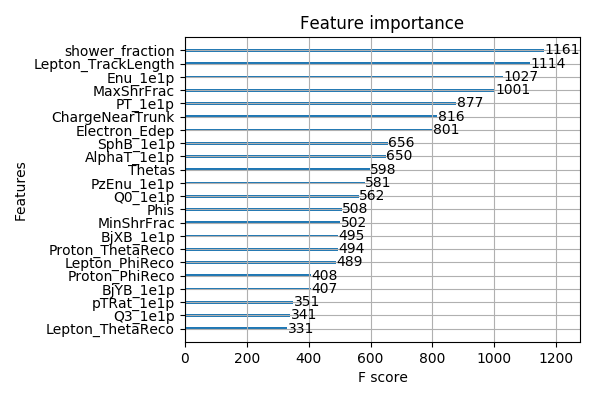 Feature importance
shower_fraction 1161
Lepton_TrackLength 1114
Enu_1e1p 1027
MaxShrFrac 1001
PT_1e1p 877
ChargeNearTrunk 816
Electron_Edep 801
SphB_1e1p 656
AlphaT_1e1p 650
Thetas 598
PzEnu_1e1p 581
Q0_1e1p 562
Phis 508
MinShrFrac 502
BjXB_1e1p 495
Proton_ThetaReco 494
Lepton_PhiReco 489
Proton_PhiReco 408
BjYB_1e1p 407
pTRat_1e1p 351
Q3_1e1p 341
Lepton_ThetaReco 331
Features
0 200 400 600 800 1000 1200
F score